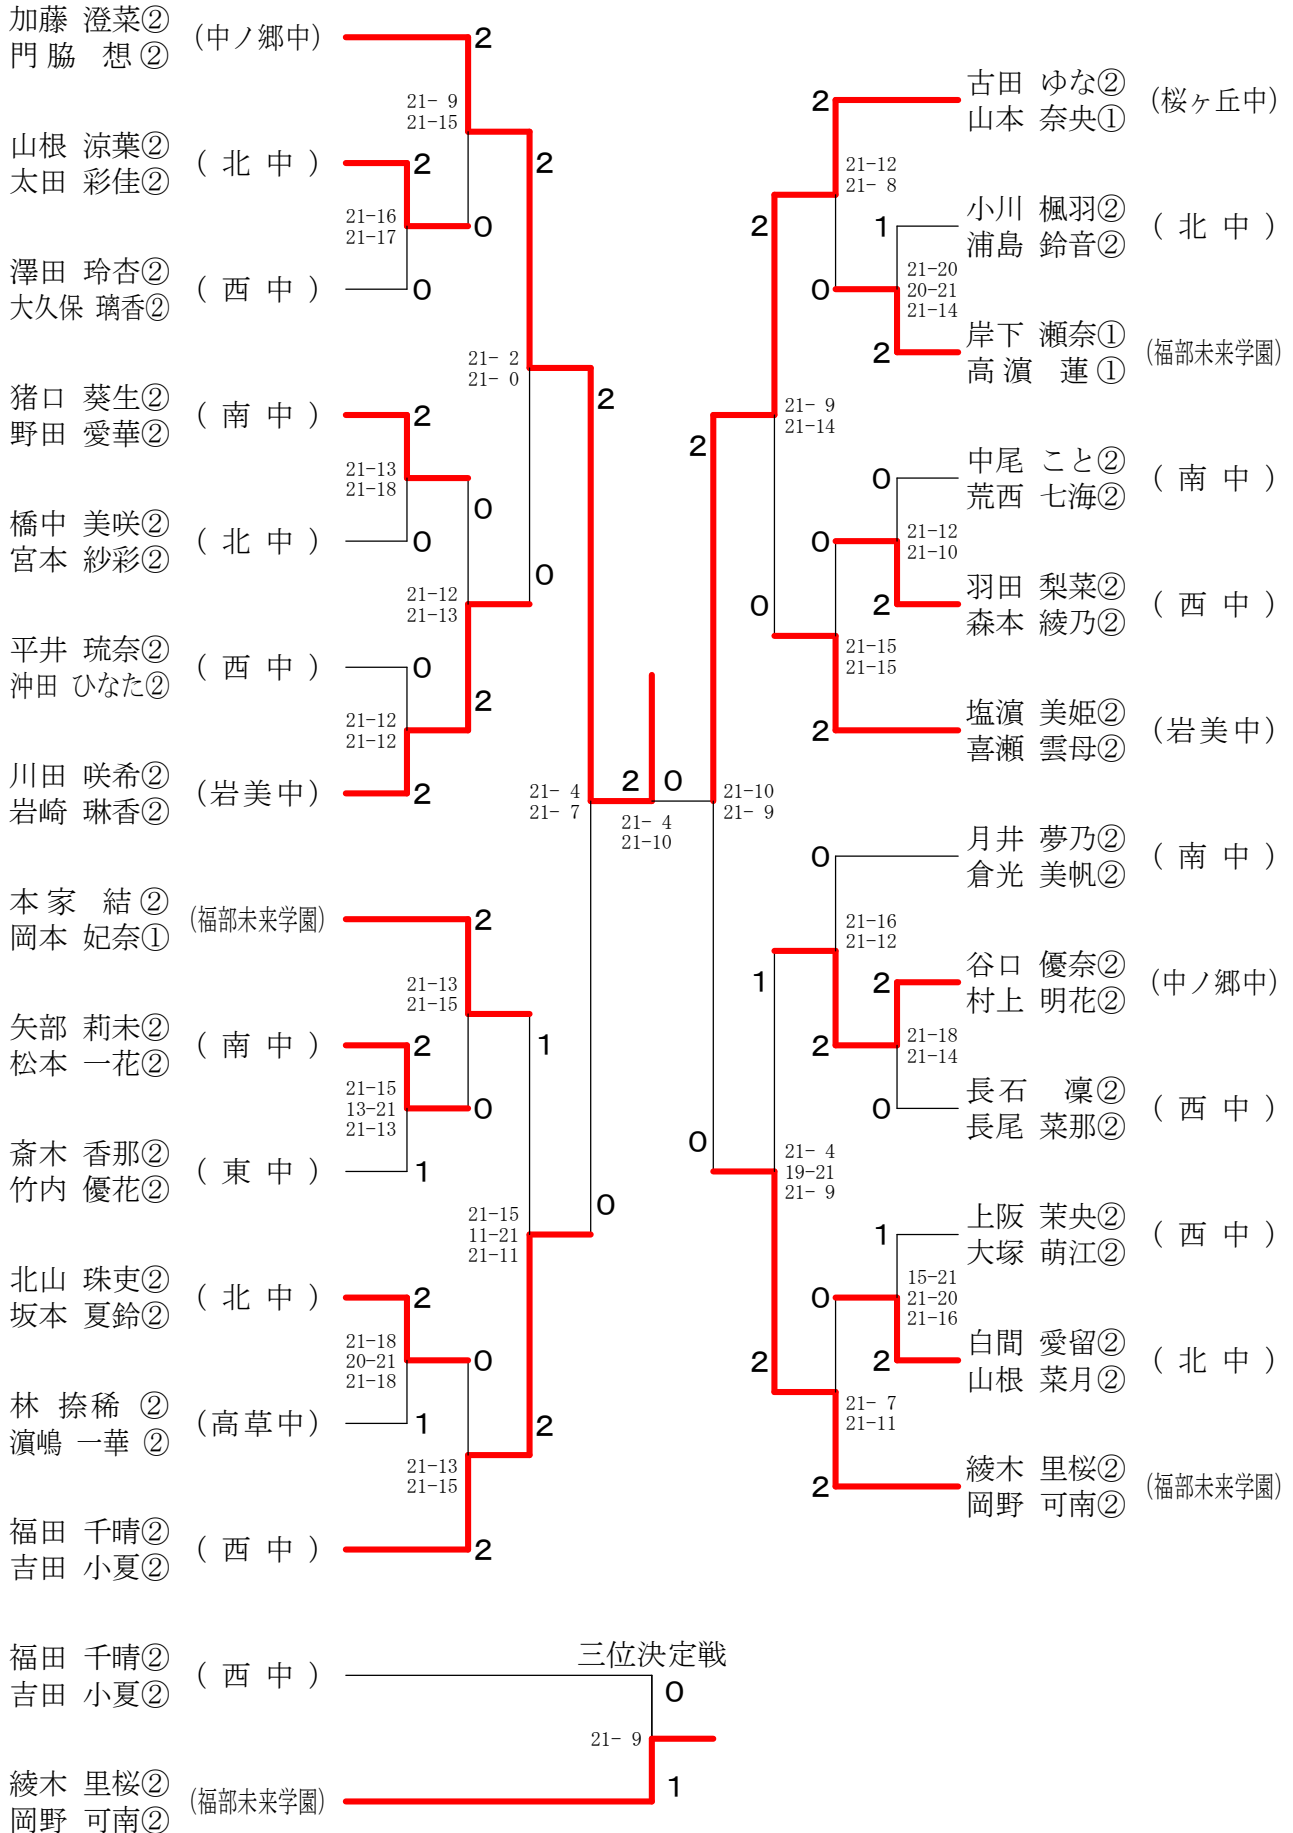 加藤 澄菜②
門脇 想②
(中ノ郷中)
2
21- 9
21-15
山根 涼葉②
太田 彩佳②
( 北 中 )
2
21-16
21-17
0
2
澤田 玲杏②
大久保 璃香②
( 西 中 )
0
21- 2
21- 0
猪口 葵生②
野田 愛華②
( 南 中 )
2
2
21-13
21-18
0
橋中 美咲②
宮本 紗彩②
( 北 中 )
0
21-12
21-13
0
平井 琉奈②
沖田 ひなた②
( 西 中 )
0
21-12
21-12
2
川田 咲希②
岩崎 琳香②
(岩美中)
2
21- 4
21- 7
2
0
21- 4
21-10
本家 結②
岡本 妃奈①
(福部未来学園)
2
21-13
21-15
矢部 莉未②
松本 一花②
( 南 中 )
2
1
21-15
13-21
21-13
0
斎木 香那②
竹内 優花②
( 東 中 )
1
21-15
11-21
21-11
0
北山 珠吏②
坂本 夏鈴②
( 北 中 )
2
21-18
20-21
21-18
0
林 捺稀 ②
濵嶋 一華 ②
(高草中)
1
2
21-13
21-15
福田 千晴②
吉田 小夏②
( 西 中 )
2
古田 ゆな②
山本 奈央①
(桜ヶ丘中)
2
21-12
21- 8
小川 楓羽②
浦島 鈴音②
( 北 中 )
1
2
21-20
20-21
21-14
0
岸下 瀬奈①
高濵 蓮①
(福部未来学園)
2
21- 9
21-14
2
中尾 こと②
荒西 七海②
( 南 中 )
0
21-12
21-10
0
羽田 梨菜②
森本 綾乃②
( 西 中 )
2
0
21-15
21-15
塩濵 美姫②
喜瀬 雲母②
(岩美中)
2
21-10
21- 9
月井 夢乃②
倉光 美帆②
( 南 中 )
0
21-16
21-12
谷口 優奈②
村上 明花②
(中ノ郷中)
2
1
21-18
21-14
2
長石 凜②
長尾 菜那②
( 西 中 )
0
0
21- 4
19-21
21- 9
上阪 茉央②
大塚 萌江②
( 西 中 )
1
15-21
21-20
21-16
0
白間 愛留②
山根 菜月②
( 北 中 )
2
2
21- 7
21-11
綾木 里桜②
岡野 可南②
(福部未来学園)
2
三位決定戦
福田 千晴②
吉田 小夏②
( 西 中 )
0
21- 9
綾木 里桜②
岡野 可南②
(福部未来学園)
1